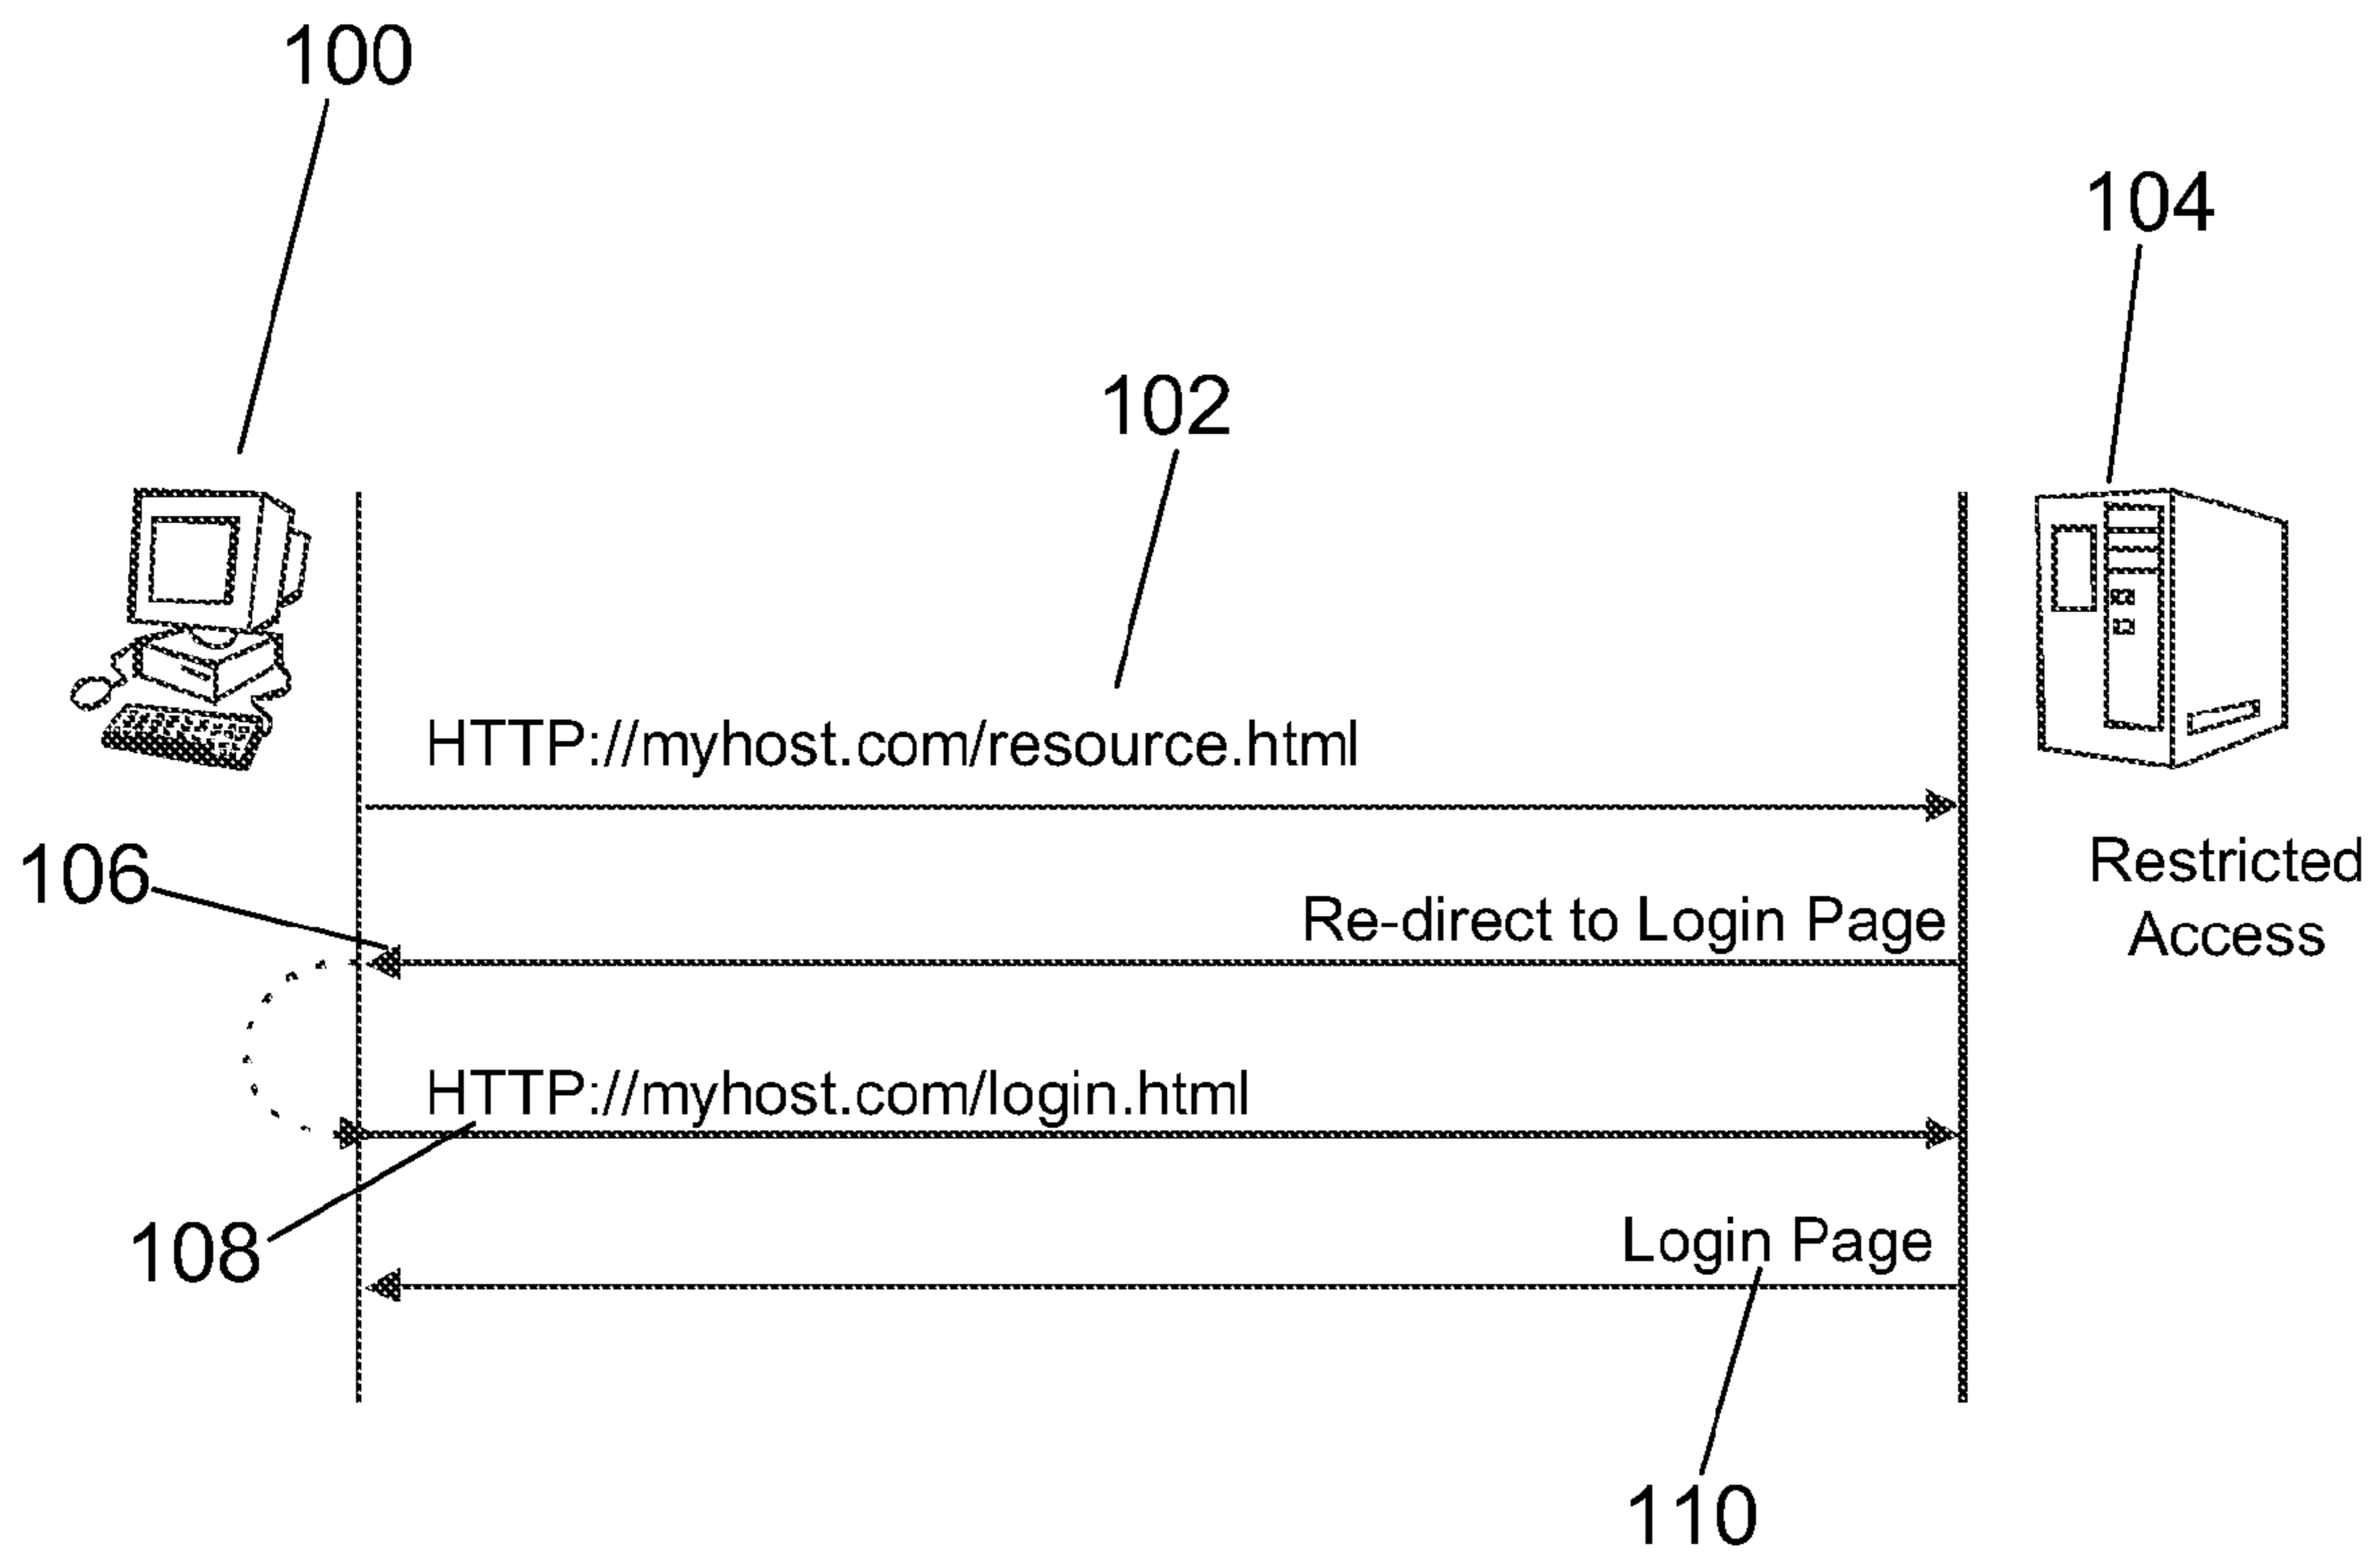 100
104
102
HTTP://myhost.com/resource.html
106
Restricted
Re-direct to Login Page
Access
HTTP://myhost.com/login.html
108
Login Page
110